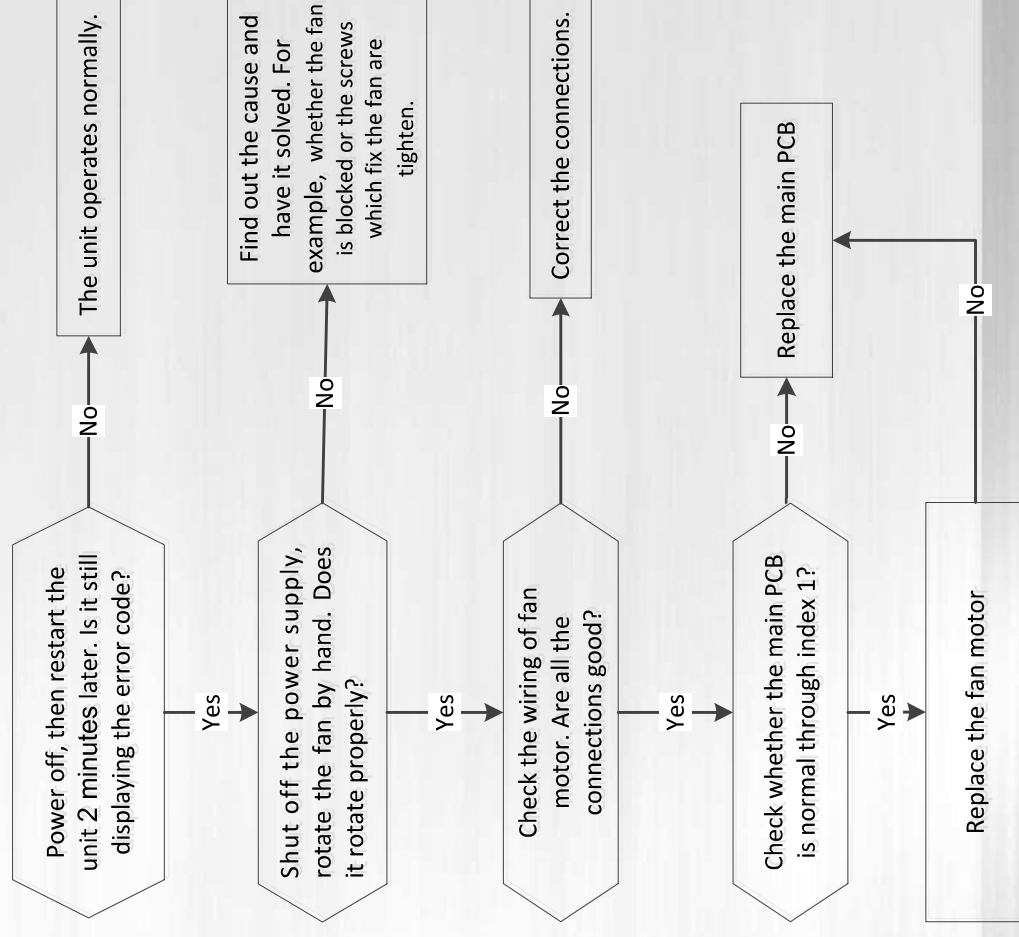 Power off, then restart the
unit 2 minutes later. Is it still
displaying the error code?
No
The unit operates normally.
Yes
Shut off the power supply,
rotate the fan by hand. Does
it rotate properly?
No
Find out the cause and
have it solved. For
example, whether the fan
is blocked or the screws
which fix the fan are
tighten.
Yes
Check the wiring of fan
motor. Are all the
connections good?
No
Correct the connections.
Yes
Check whether the main PCB
is normal through index 1?
No
Replace the main PCB
Yes
Replace the fan motor
No